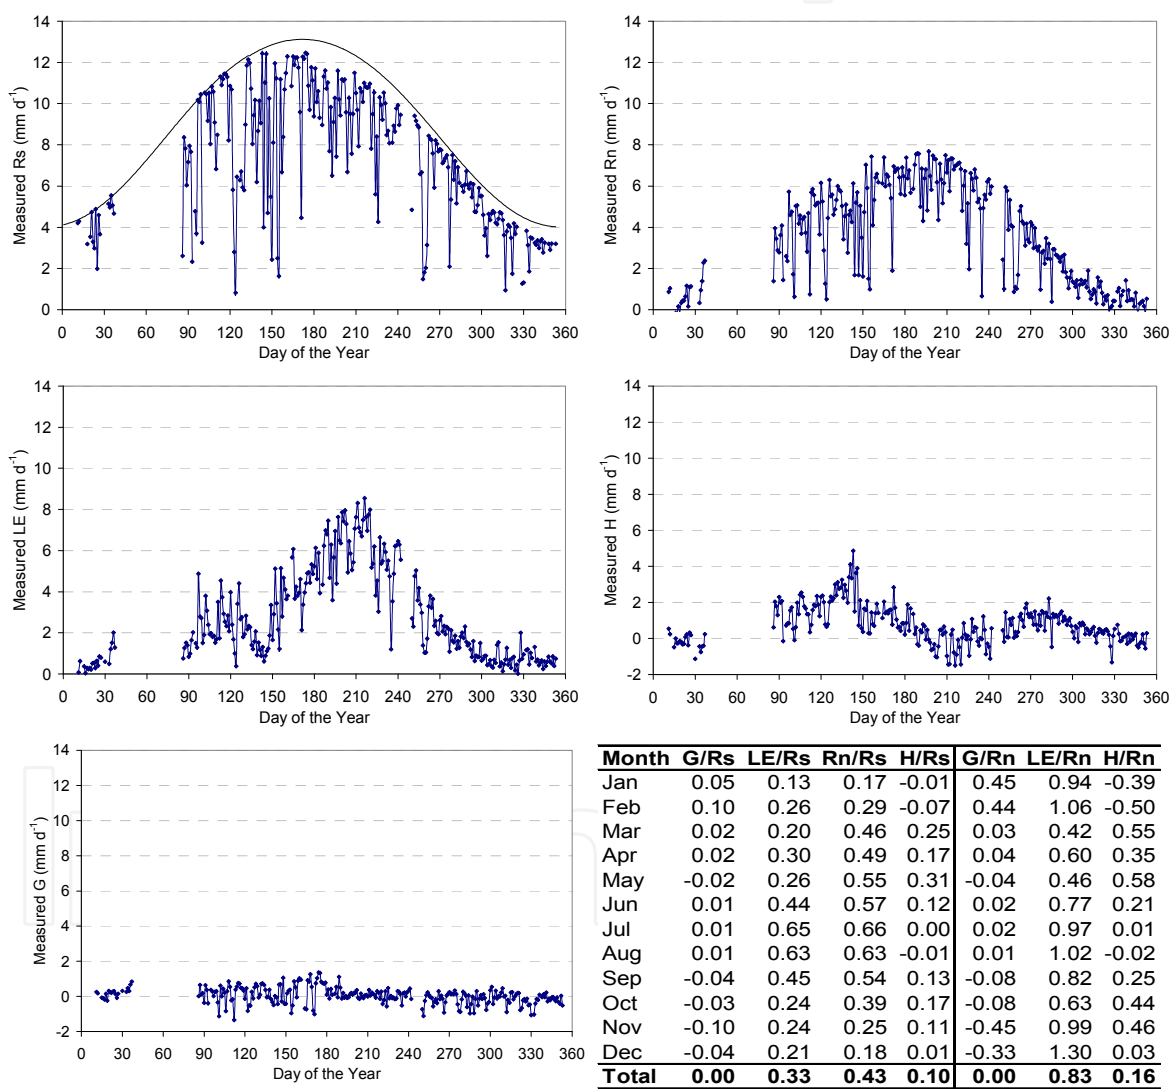 14
12
10
8
6
4
2
0
Measured Rs (mm d-1)
0 30 60 90 120 150 180 210 240 270 300 330 360
Day of the Year
14
12
10
8
6
4
2
0
Measured Rn (mm d-1)
0 30 60 90 120 150 180 210 240 270 300 330 360
Day of the Year
14
12
10
8
6
4
2
0
Measured LE (mm d-1)
0 30 60 90 120 150 180 210 240 270 300 330 360
Day of the Year
14
12
10
8
6
4
2
0
-2
Measured H (mm d-1)
0 30 60 90 120 150 180 210 240 270 300 330 360
Day of the Year
14
12
10
8
6
4
2
0
-2
Measured G (mm d-1)
0 30 60 90 120 150 180 210 240 270 300 330 360
Day of the Year
Month G/Rs LE/Rs Rn/Rs H/Rs G/Rn LE/Rn H/Rn
Jan 0.05 0.13 0.17 -0.01 0.45 0.94 -0.39
Feb 0.10 0.26 0.29 -0.07 0.44 1.06 -0.50
Mar 0.02 0.20 0.46 0.25 0.03 0.42 0.55
Apr 0.02 0.30 0.49 0.17 0.04 0.60 0.35
May -0.02 0.26 0.55 0.31 -0.04 0.46 0.58
Jun 0.01 0.44 0.57 0.12 0.02 0.77 0.21
Jul 0.01 0.65 0.66 0.00 0.02 0.97 0.01
Aug 0.01 0.63 0.63 -0.01 0.01 1.02 -0.02
Sep -0.04 0.45 0.54 0.13 -0.08 0.82 0.25
Oct -0.03 0.24 0.39 0.17 -0.08 0.63 0.44
Nov -0.10 0.24 0.25 0.11 -0.45 0.99 0.46
Dec -0.04 0.21 0.18 0.01 -0.33 1.30 0.03
Total 0.00 0.33 0.43 0.10 0.00 0.83 0.16